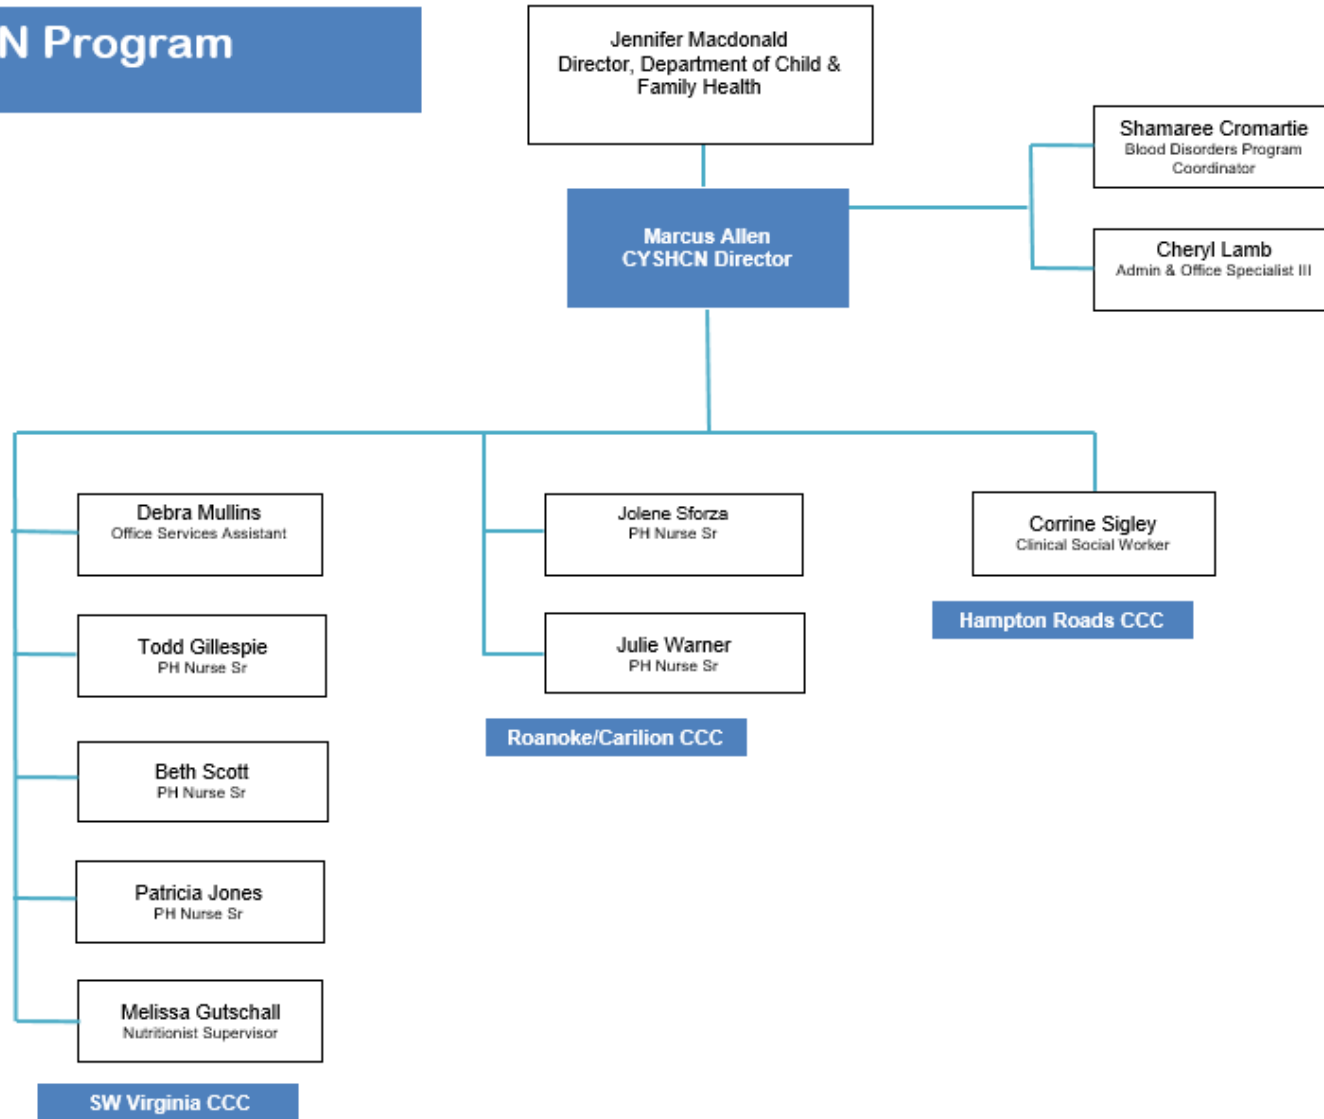 N Program
Jennifer Macdonald
Director, Department of Child &
Family Health
Shamaree Cromartie
Blood Disorders Program
Coordinator
Marcus Allen
CYSHCN Director
Cheryl Lamb
Admin & Office Specialist III
Debra Mullins
Office Services Assistant
Todd Gillespie
PH Nurse Sr
Beth Scott
PH Nurse Sr
Patricia Jones
PH Nurse Sr
Melissa Gutschall
Nutritionist Supervisor
SW Virginia CCC
Jolene Sforza
PH Nurse Sr
Julie Warner
PH Nurse Sr
Roanoke/Carilion CCC
Corrine Sigley
Clinical Social Worker
Hampton Roads CCC